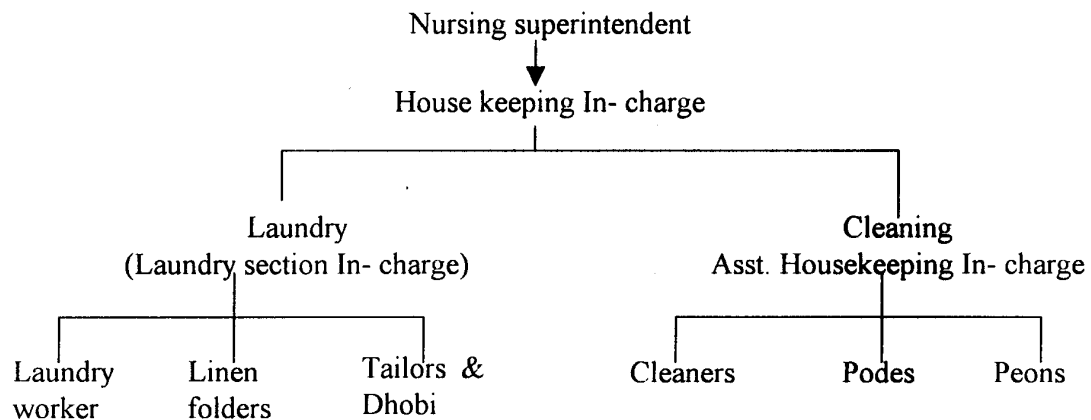 Nursing superintendent
House keeping In- charge
Laundry
(Laundry section In- charge)
Cleaning
Asst. Housekeeping In- charge
Laundry
worker
Linen
folders
Tailors &
Dhobi
Cleaners
Podes
Peons